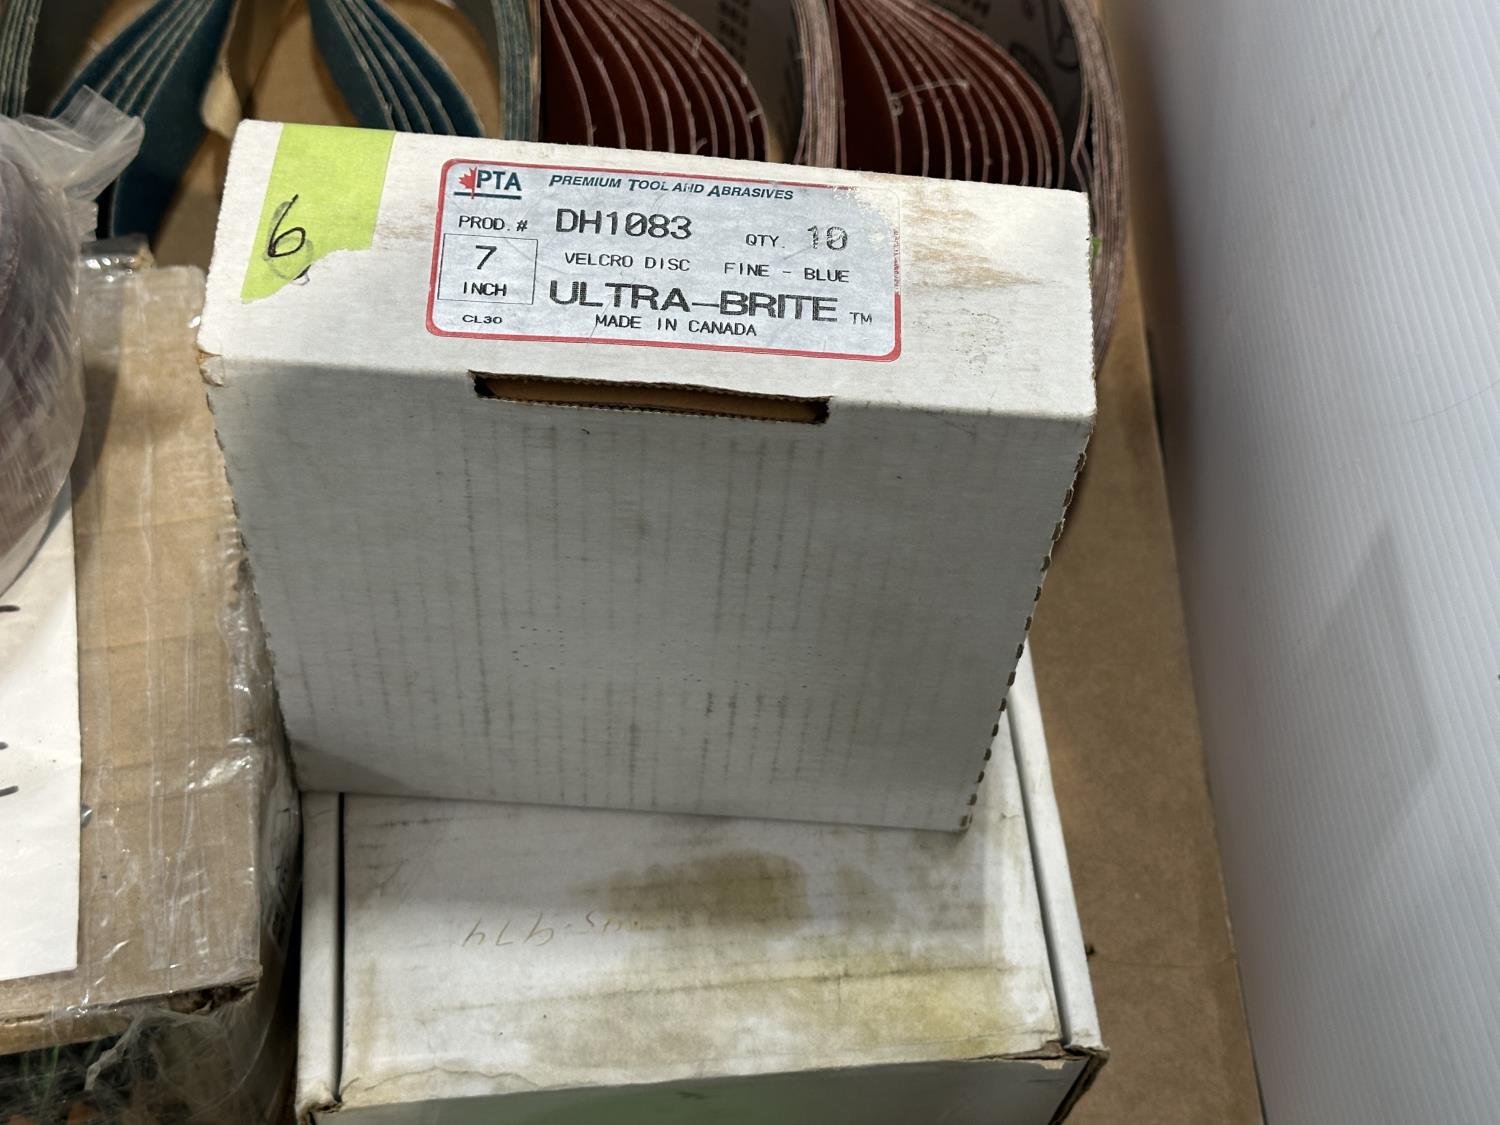 6
PTA PREMIUM TOOL AND ABRASIVES
PROD. # DH1083 QTY. 10
7 INCH
VELCRO DISC FINE - BLUE
ULTRA-BRITE TM
CL30 MADE IN CANADA